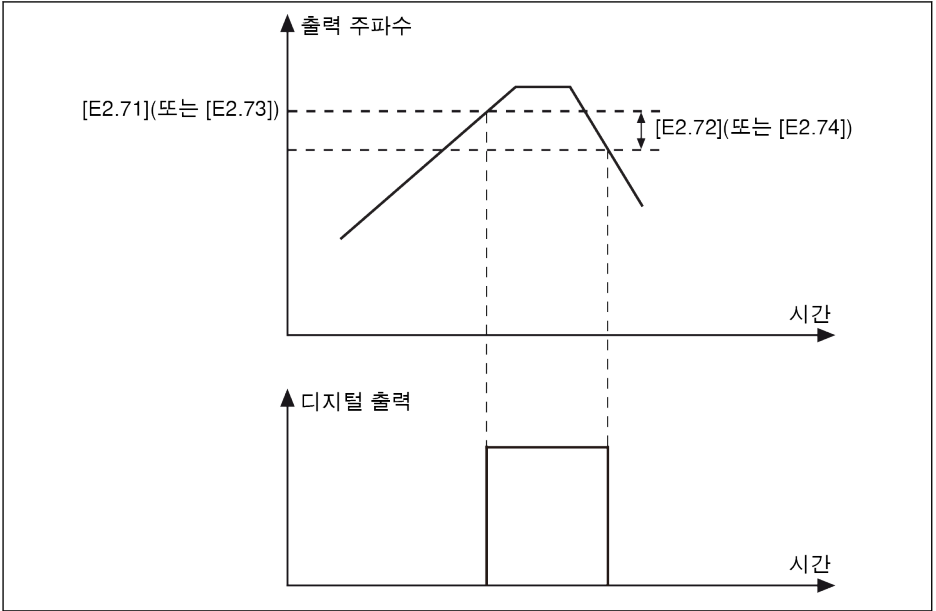 출력 주파수
[E2.71](또는 [E2.73])
[E2.72](또는 [E2.74])
시간
디지털 출력
시간